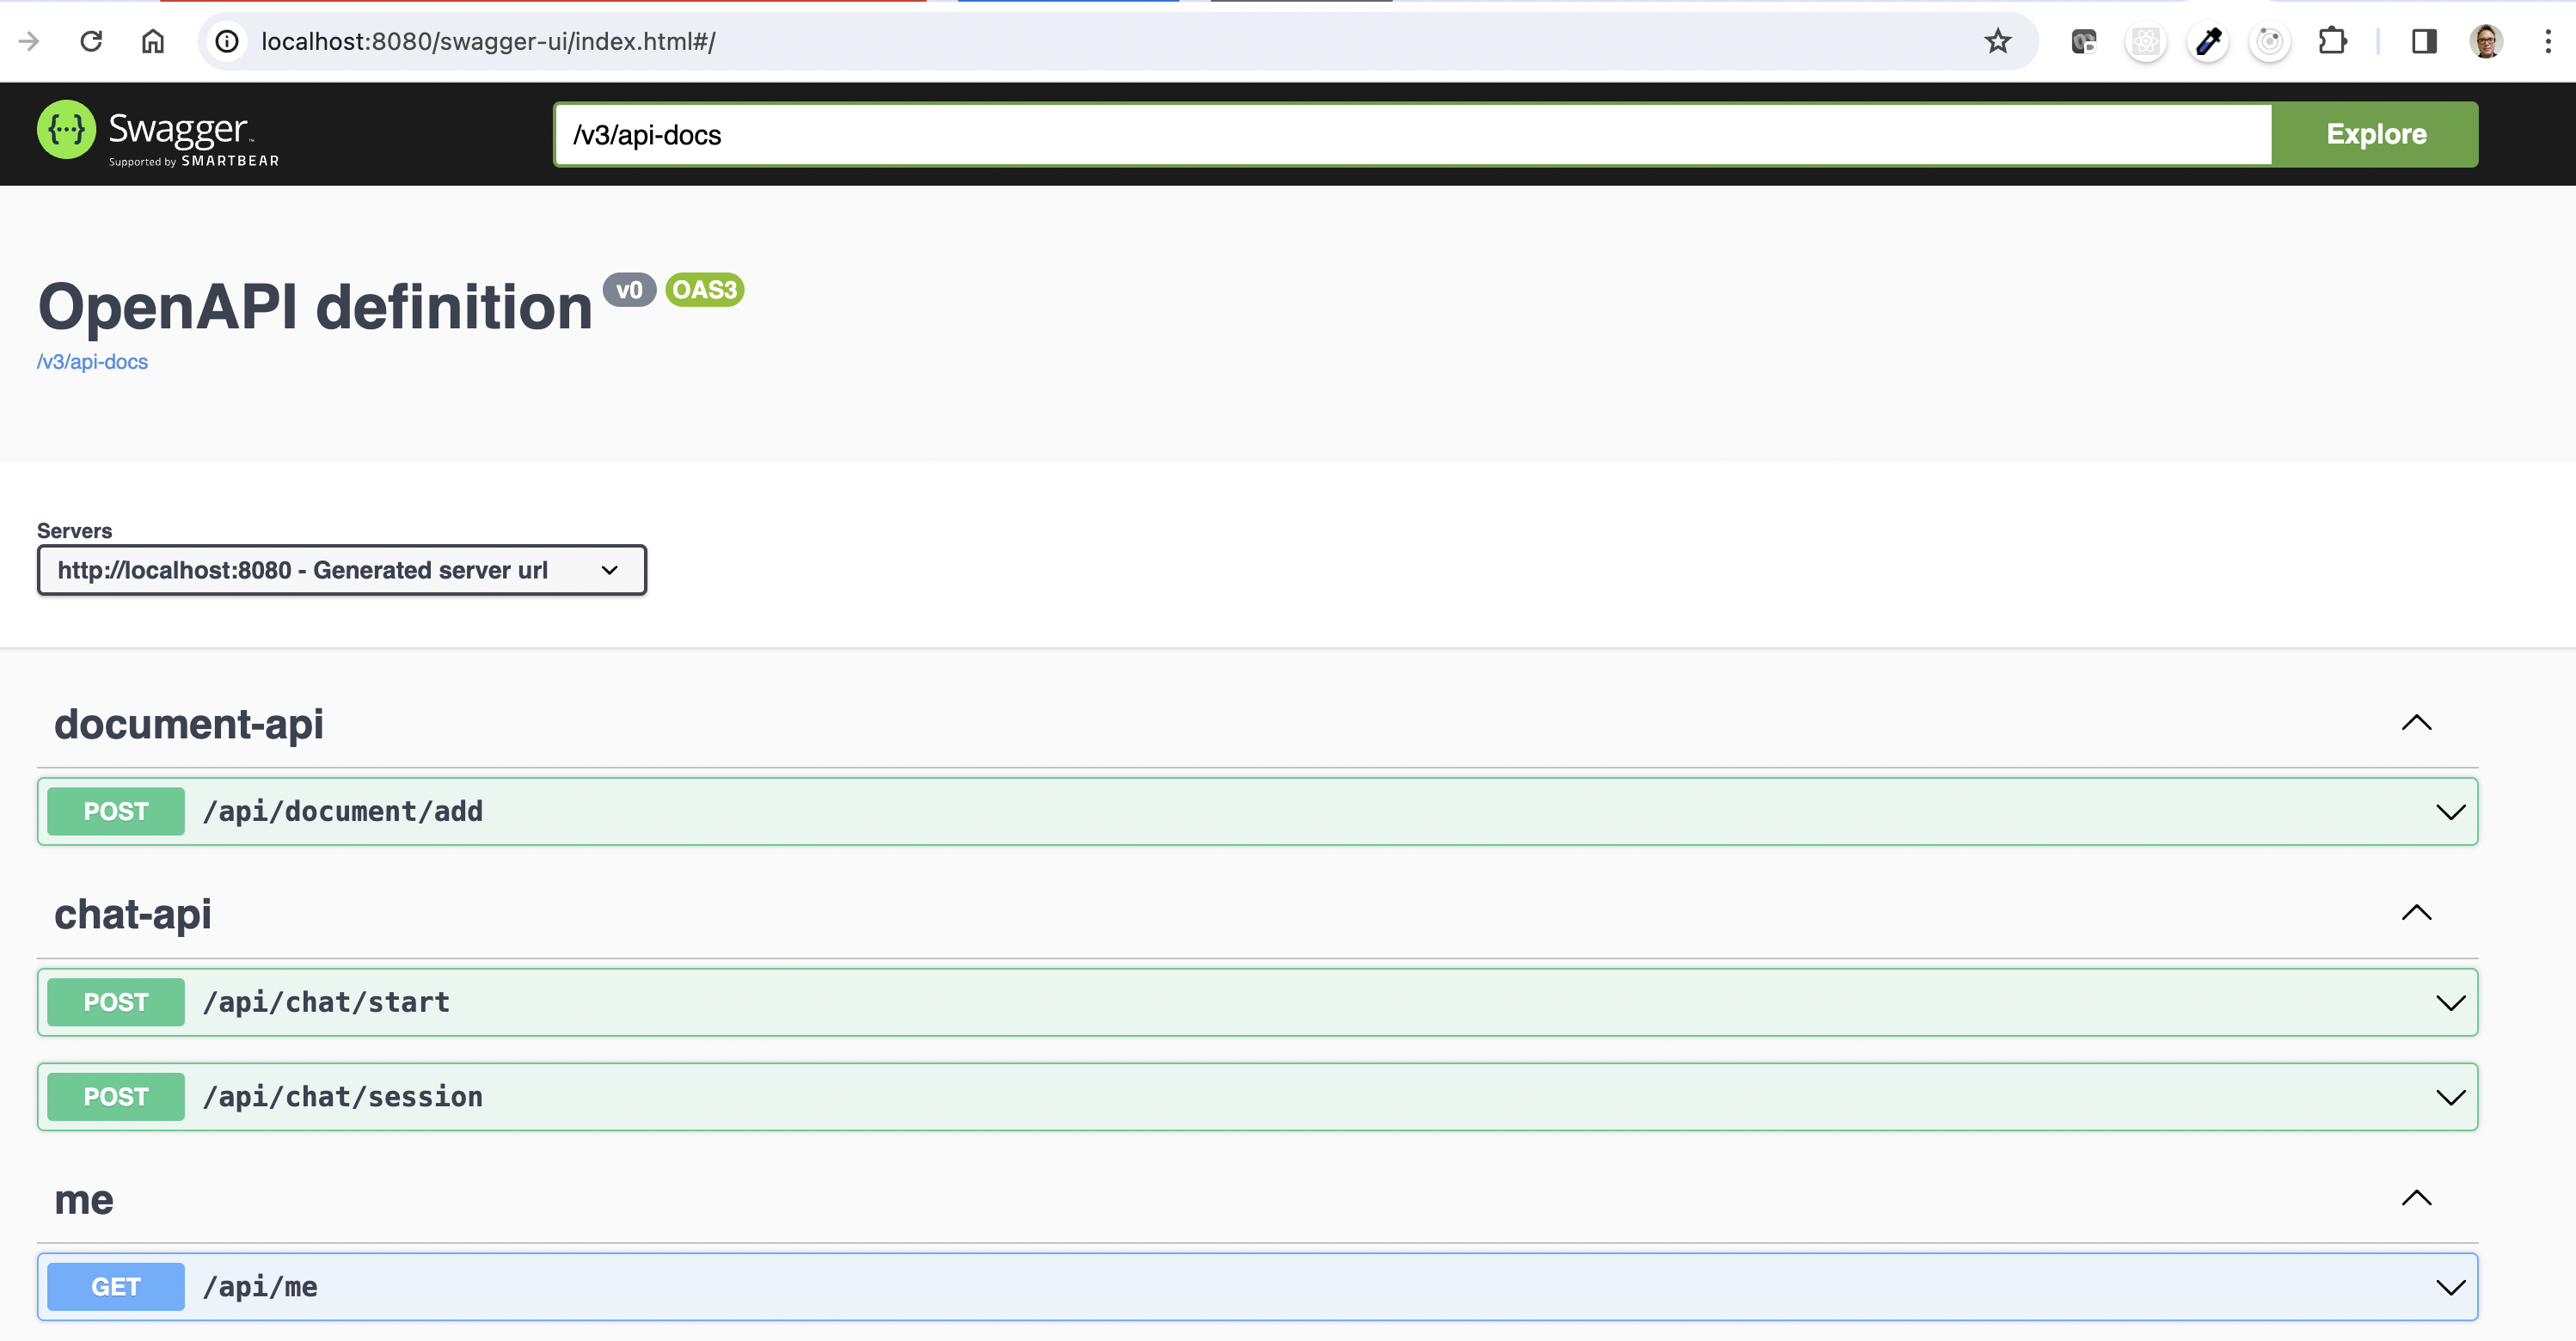 localhost:8080/swagger-ui/index.html#/
Swagger™
Supported by SMARTBEAR
/v3/api-docs
Explore
OpenAPI definition v0 OAS3
/v3/api-docs
Servers
http://localhost:8080 - Generated server url
document-api
POST /api/document/add
chat-api
POST /api/chat/start
POST /api/chat/session
me
GET /api/me